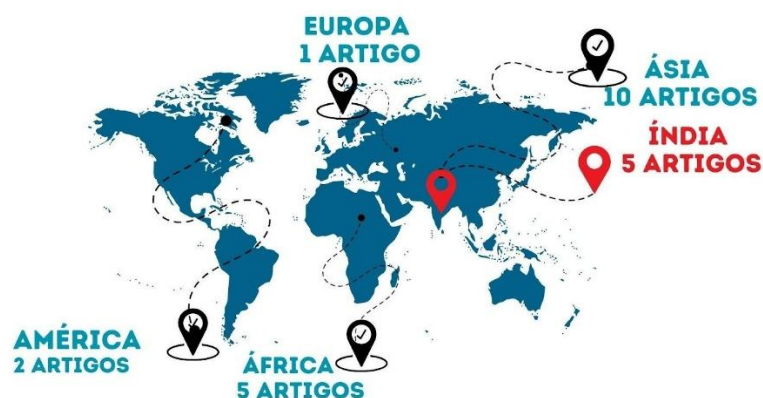 EUROPA
1 ARTIGO
ÁSIA
10 ARTIGOS
ÍNDIA
5 ARTIGOS
AMÉRICA
2 ARTIGOS
ÁFRICA
5 ARTIGOS